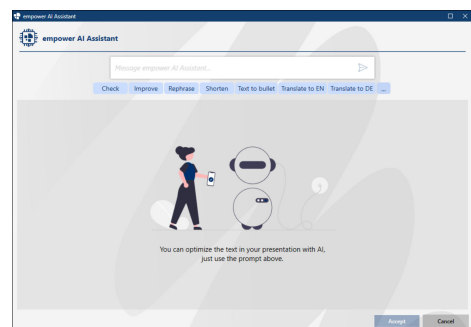 empower AI Assistant
empower AI Assistant
Message empower AI Assistant...
Check Improve Rephrase Shorten Text to bullet Translate to EN Translate to DE ...
You can optimize the text in your presentation with AI,
just use the prompt above.
Accept Cancel